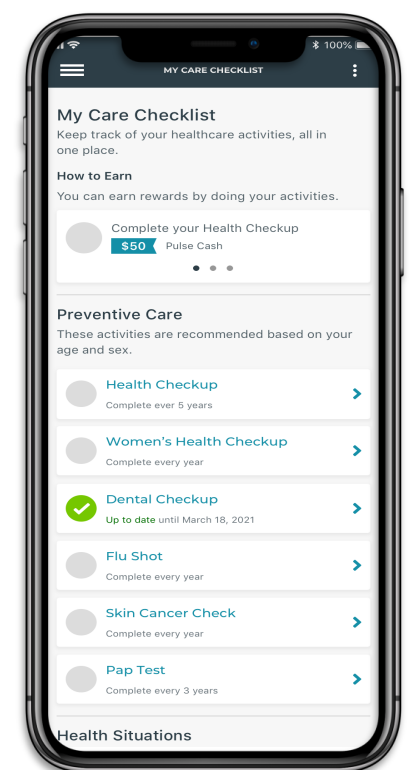 100%
MY CARE CHECKLIST
My Care Checklist
Keep track of your healthcare activities, all in
one place.
How to Earn
You can earn rewards by doing your activities.
Complete your Health Checkup
$50 Pulse Cash
Preventive Care
These activities are recommended based on your
age and sex.
Health Checkup
Complete ever 5 years
Women's Health Checkup
Complete every year
Dental Checkup
Up to date until March 18, 2021
Flu Shot
Complete every year
Skin Cancer Check
Complete every year
Pap Test
Complete every 3 years
Health Situations